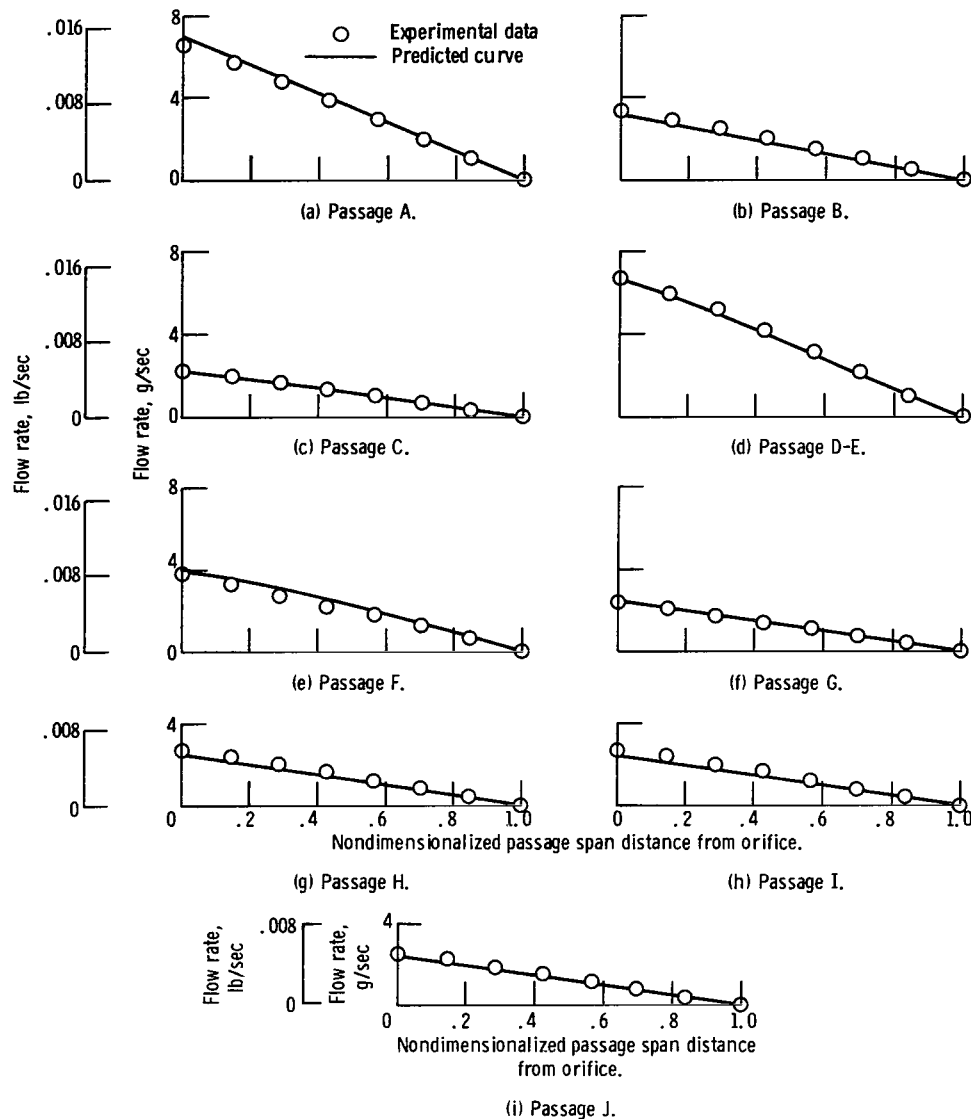 .016
.008
0
8
4
0
Experimental data
Predicted curve
(a) Passage A.
(b) Passage B.
.016
.008
0
8
4
0
Flow rate, lb/sec
Flow rate, g/sec
(c) Passage C.
(d) Passage D-E.
.016
.008
0
8
4
0
(e) Passage F.
(f) Passage G.
.008
0
4
0 .2 .4 .6 .8 1.0
0 .2 .4 .6 .8 1.0
Nondimensionalized passage span distance from orifice.
(g) Passage H.
(h) Passage I.
Flow rate,
lb/sec
.008
0
Flow rate,
g/sec
4
0 .2 .4 .6 .8 1.0
Nondimensionalized passage span distance
from orifice.
(i) Passage J.